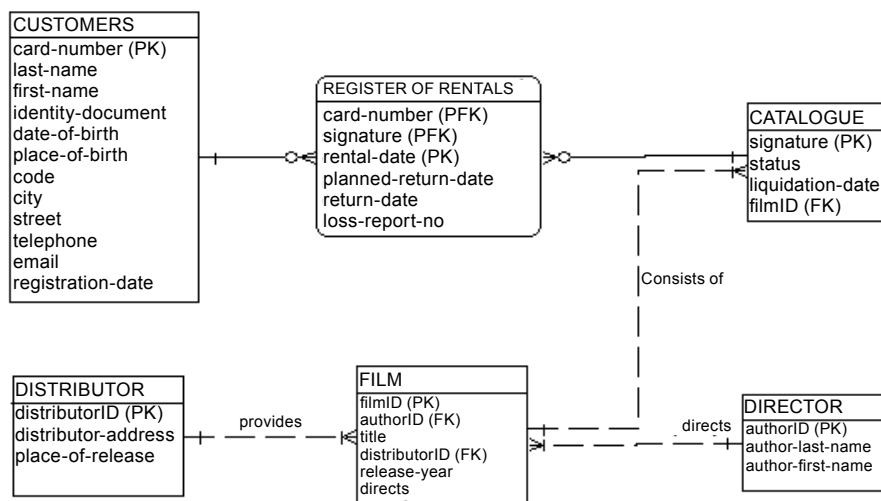 CUSTOMERS
card-number (PK)
last-name
first-name
identity-document
date-of-birth
place-of-birth
code
city
street
telephone
email
registration-date
REGISTER OF RENTALS
card-number (PFK)
signature (PFK)
rental-date (PK)
planned-return-date
return-date
loss-report-no
CATALOGUE
signature (PK)
status
liquidation-date
filmID (FK)
Consists of
DISTRIBUTOR
distributorID (PK)
distributor-address
place-of-release
provides
FILM
filmID (PK)
authorID (FK)
title
distributorID (FK)
release-year
directs
directs
DIRECTOR
authorID (PK)
author-last-name
author-first-name